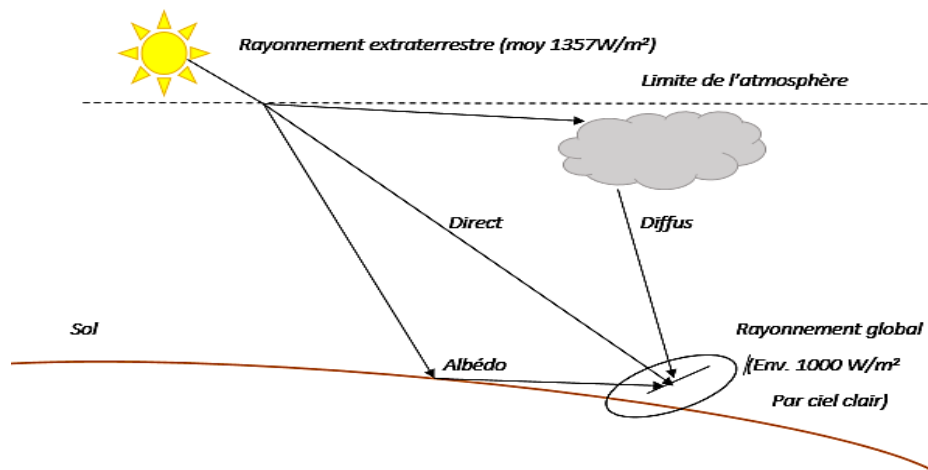 Rayonnement extraterrestre (moy 1357W/m²)
Limite de l'atmosphère
Direct
Diffus
Sol
Rayonnement global
Albédo
(Env. 1000 W/m²
Par ciel clair)